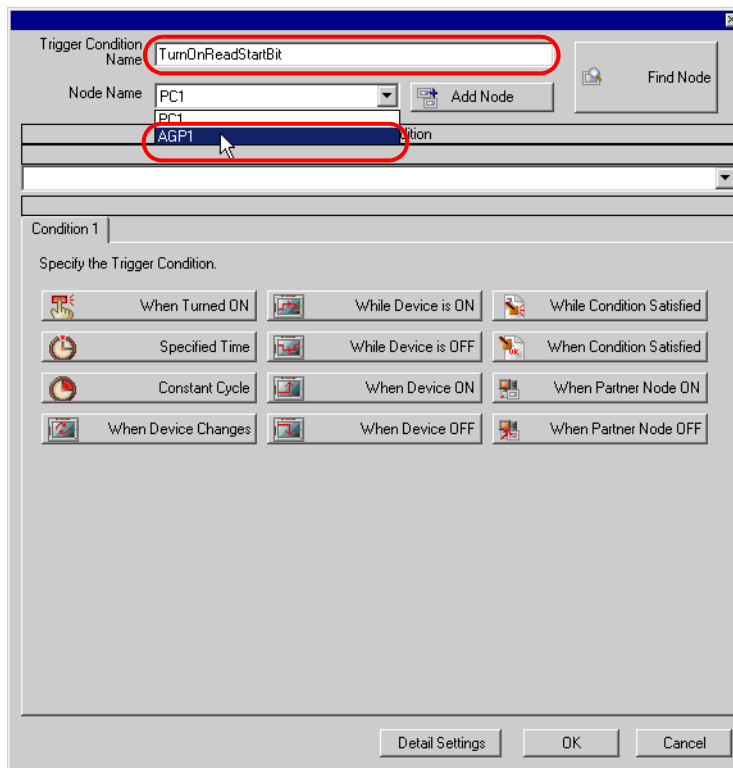 Trigger Condition
Name
TurnOnReadStartBit
Find Node
Node Name
PC1
Add Node
PC1
AGP1
dition
Condition 1
Specify the Trigger Condition.
When Turned ON
While Device is ON
While Condition Satisfied
Specified Time
While Device is OFF
When Condition Satisfied
Constant Cycle
When Device ON
When Partner Node ON
When Device Changes
When Device OFF
When Partner Node OFF
Detail Settings
OK
Cancel